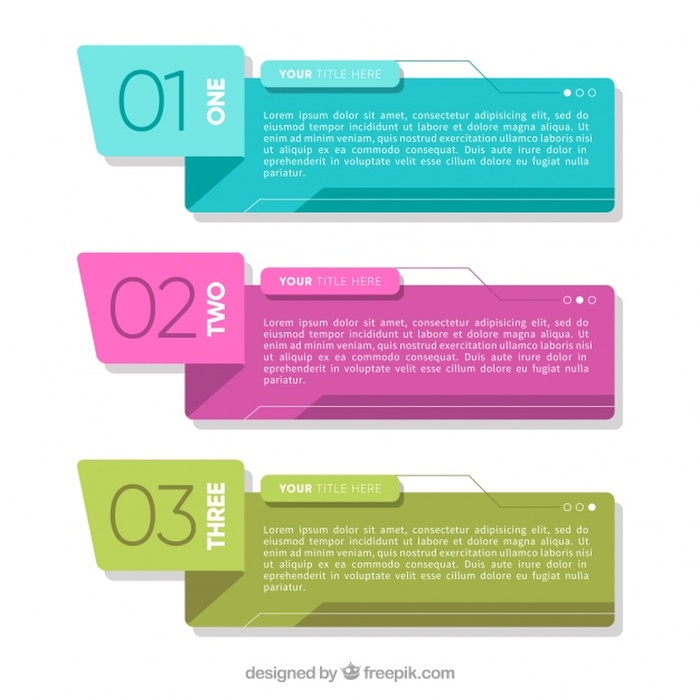 01
ONE
YOUR TITLE HERE
Lorem ipsum dolor sit amet, consectetur adipisicing elit, sed do
eiusmod tempor incididunt ut labore et dolore magna aliqua. Ut
enim ad minim veniam, quis nostrud exercitation ullamco laboris nisi
ut aliquip ex ea commodo consequat. Duis aute irure dolor in
eprehenderit in voluptate velit esse cillum dolore eu fugiat nulla
pariatur.
02
TWO
YOUR TITLE HERE
Lorem ipsum dolor sit amet, consectetur adipisicing elit, sed do
eiusmod tempor incididunt ut labore et dolore magna aliqua. Ut
enim ad minim veniam, quis nostrud exercitation ullamco laboris nisi
ut aliquip ex ea commodo consequat. Duis aute irure dolor in
eprehenderit in voluptate velit esse cillum dolore eu fugiat nulla
pariatur.
03
THREE
YOUR TITLE HERE
Lorem ipsum dolor sit amet, consectetur adipisicing elit, sed do
eiusmod tempor incididunt ut labore et dolore magna aliqua. Ut
enim ad minim veniam, quis nostrud exercitation ullamco laboris nisi
ut aliquip ex ea commodo consequat. Duis aute irure dolor in
eprehenderit in voluptate velit esse cillum dolore eu fugiat nulla
pariatur.
designed by freepik.com